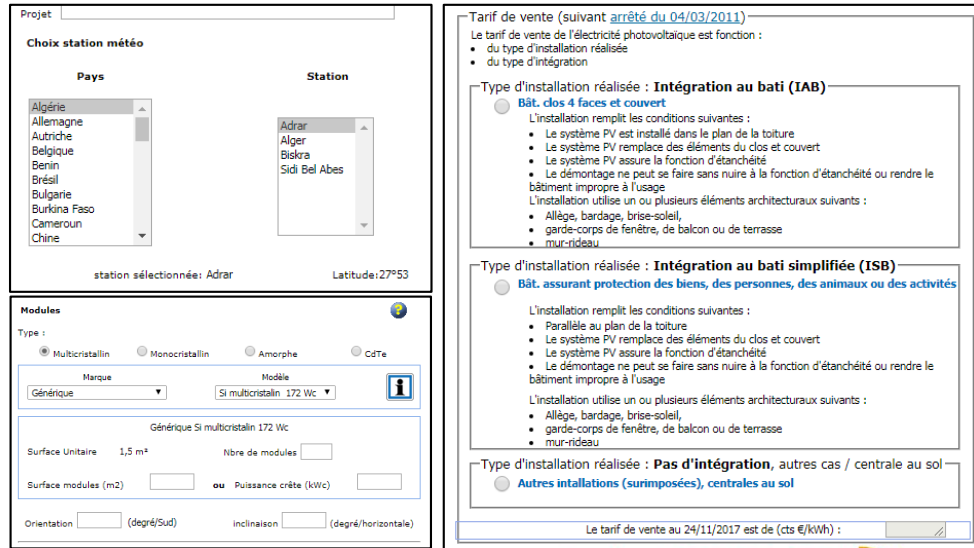 Projet
Choix station météo
Pays
Station
Algérie
Allemagne
Autriche
Belgique
Benin
Brésil
Bulgarie
Burkina Faso
Cameroun
Chine
Adrar
Alger
Biskra
Sidi Bel Abes
station sélectionnée: Adrar
Latitude:27°53
Modules
Type :
Multicristallin Monocristallin Amorphe CdTe
Marque Modèle
Générique Si multicristalin 172 Wc
Générique Si multicristalin 172 Wc
Surface Unitaire 1,5 m² Nbre de modules
Surface modules (m2) ou Puissance crête (kWc)
Orientation (degré/Sud) inclinaison (degré/horizontale)
Tarif de vente (suivant arrêté du 04/03/2011)
Le tarif de vente de l'électricité photovoltaïque est fonction :
• du type d'installation réalisée
• du type d'intégration
Type d'installation réalisée : Intégration au bati (IAB)
Bât. clos 4 faces et couvert
L'installation remplit les conditions suivantes :
• Le système PV est installé dans le plan de la toiture
• Le système PV remplace des éléments du clos et couvert
• Le système PV assure la fonction d'étanchéité
• Le démontage ne peut se faire sans nuire à la fonction d'étanchéité ou rendre le
bâtiment impropre à l'usage
L'installation utilise un ou plusieurs éléments architecturaux suivants :
• Allège, bardage, brise-soleil,
• garde-corps de fenêtre, de balcon ou de terrasse
• mur-rideau
Type d'installation réalisée : Intégration au bati simplifiée (ISB)
Bât. assurant protection des biens, des personnes, des animaux ou des activités
L'installation remplit les conditions suivantes :
• Parallèle au plan de la toiture
• Le système PV remplace des éléments du clos et couvert
• Le système PV assure la fonction d'étanchéité
• Le démontage ne peut se faire sans nuire à la fonction d'étanchéité ou rendre le
bâtiment impropre à l'usage
L'installation utilise un ou plusieurs éléments architecturaux suivants :
• Allège, bardage, brise-soleil,
• garde-corps de fenêtre, de balcon ou de terrasse
• mur-rideau
Type d'installation réalisée : Pas d'intégration, autres cas / centrale au sol
Autres intallations (surimposées), centrales au sol
Le tarif de vente au 24/11/2017 est de (cts €/kWh) :